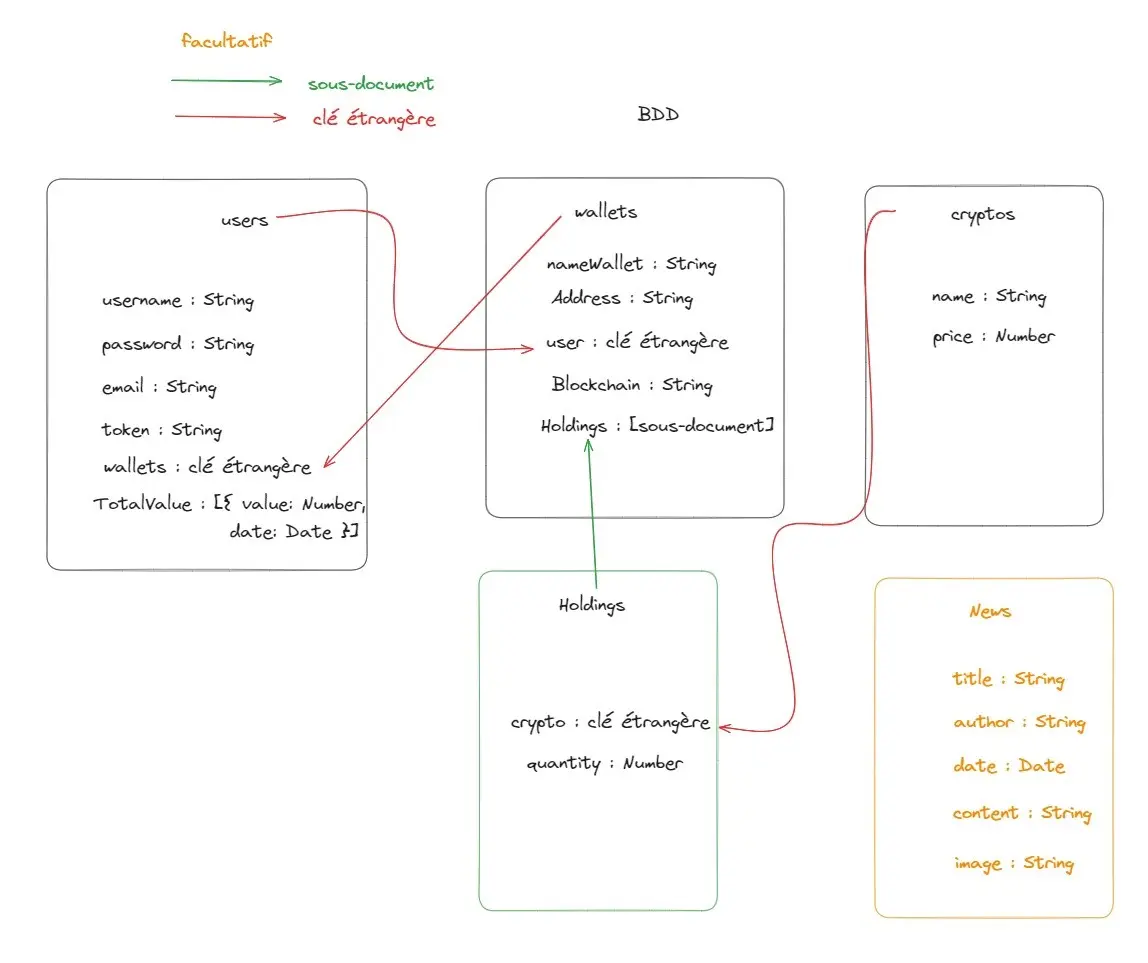 facultatif
sous-document
clé étrangère
BDD
users
username : String
password : String
email : String
token : String
wallets : clé étrangère
TotalValue : [{ value: Number,
date: Date }]
wallets
nameWallet : String
Address : String
user : clé étrangère
Blockchain : String
Holdings : [sous-document]
cryptos
name : String
price : Number
Holdings
crypto : clé étrangère
quantity : Number
News
title : String
author : String
date : Date
content : String
image : String